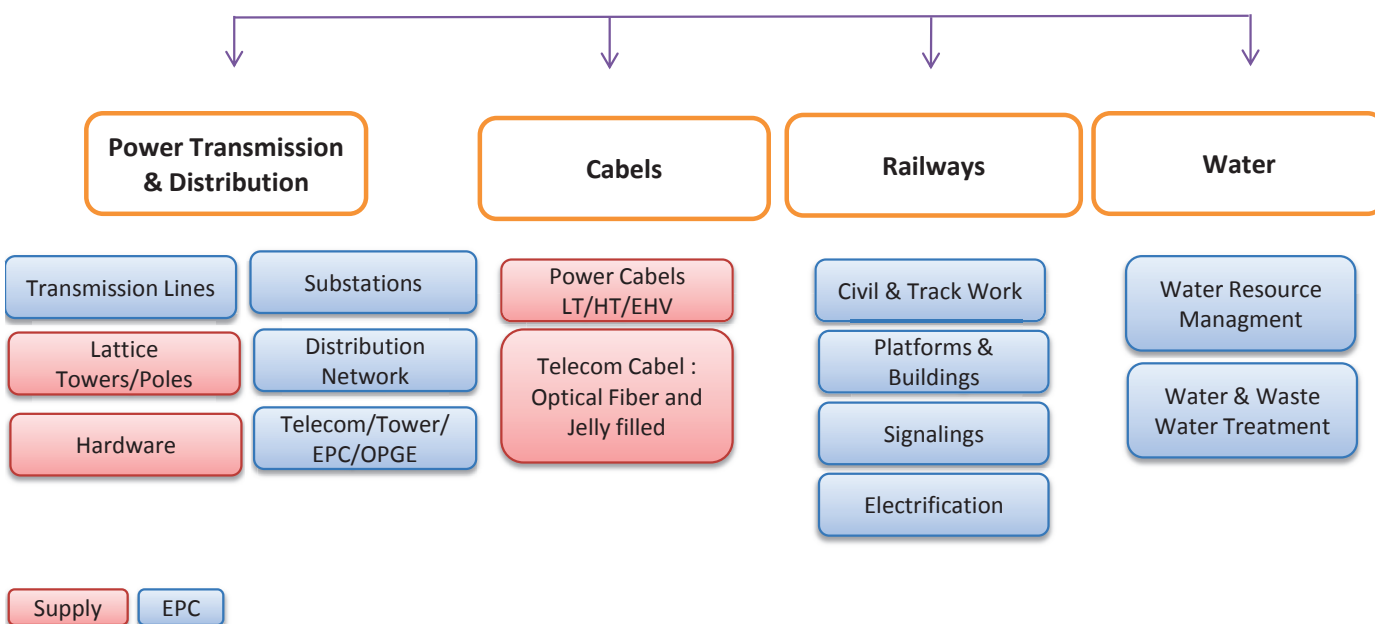 Power Transmission
& Distribution
Cabels
Railways
Water
Transmission Lines
Lattice
Towers/Poles
Hardware
Substations
Distribution
Network
Telecom/Tower/
EPC/OPGE
Power Cabels
LT/HT/EHV
Telecom Cabel :
Optical Fiber and
Jelly filled
Civil & Track Work
Platforms &
Buildings
Signalings
Electrification
Water Resource
Managment
Water & Waste
Water Treatment
Supply
EPC